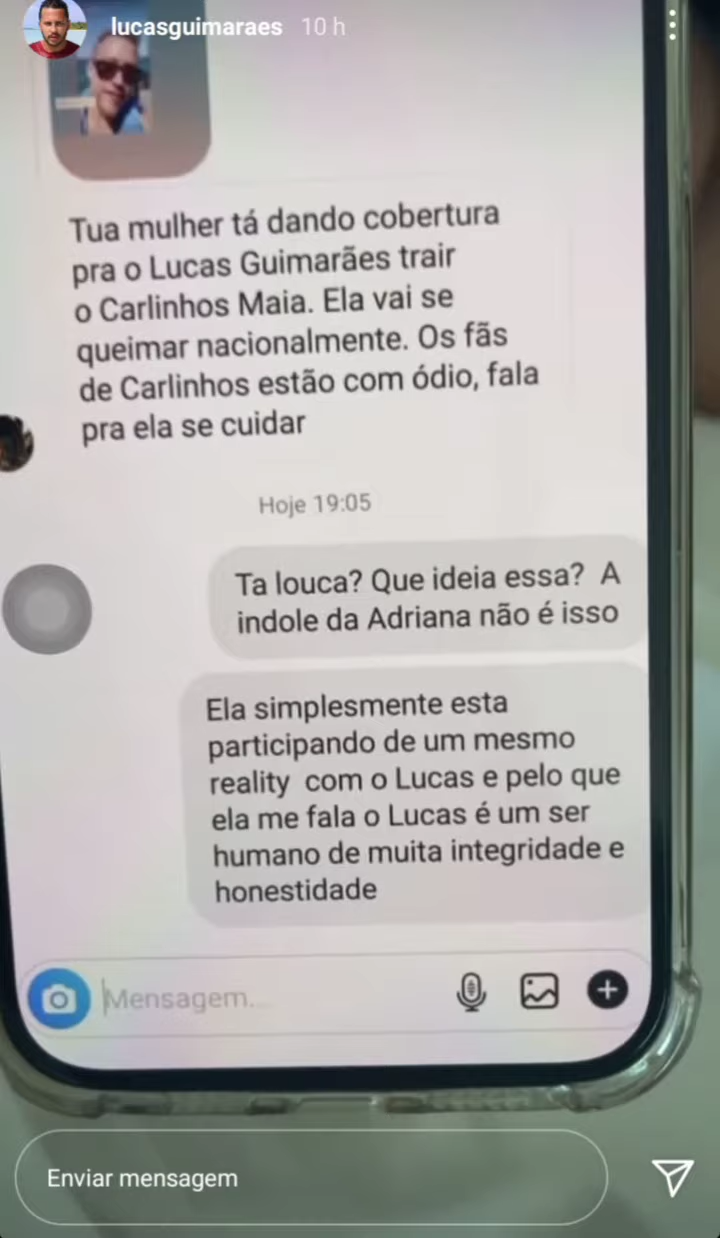 lucasguimaraes 10 h
Tua mulher tá dando cobertura
pra o Lucas Guimarães trair
o Carlinhos Maia. Ela vai se
queimar nacionalmente. Os fãs
de Carlinhos estão com ódio, fala
pra ela se cuidar
Hoje 19:05
Ta louca? Que ideia essa?  A
indole da Adriana não é isso
Ela simplesmente esta
participando de um mesmo
reality  com o Lucas e pelo que
ela me fala o Lucas é um ser
humano de muita integridade e
honestidade
Mensagem...
Enviar mensagem